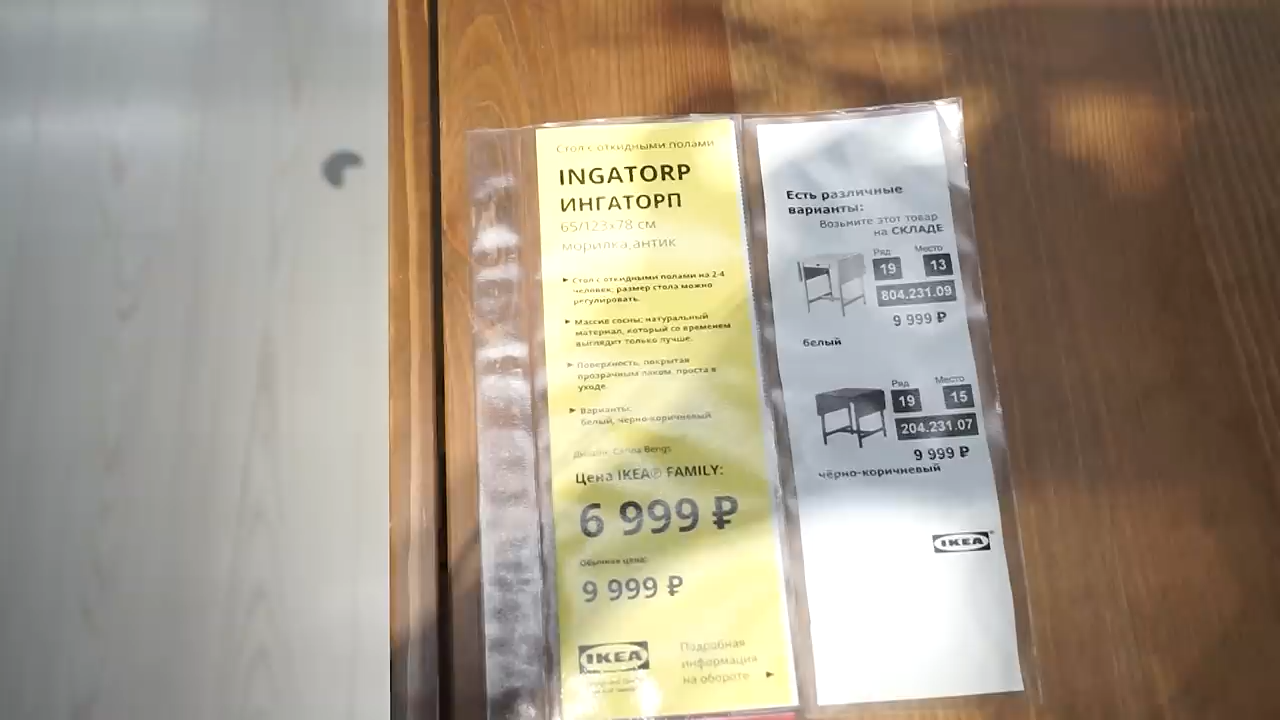 Стол с откидными полами
INGATORP
ИНГАТОРП
65/123x78 см
морилка,антик
Стол с откидными полами на 2-4
человек; размер стола можно
регулировать.
Массив сосны; натуральный
материал, который со временем
выглядит только лучше.
Поверхность, покрытая
прозрачным лаком, проста в
уходе.
Варианты:
белый, черно-коричневый
Дизайн: Carina Bengs
Цена IKEA® FAMILY:
6 999 ₽
Обычная цена:
9 999 ₽
IKEA
Подробная
информация
на обороте
Есть различные
варианты:
Возьмите этот товар
на СКЛАДЕ
Ряд Место
19 13
804.231.09
9 999 ₽
белый
Ряд Место
19 15
204.231.07
9 999 ₽
чёрно-коричневый
IKEA